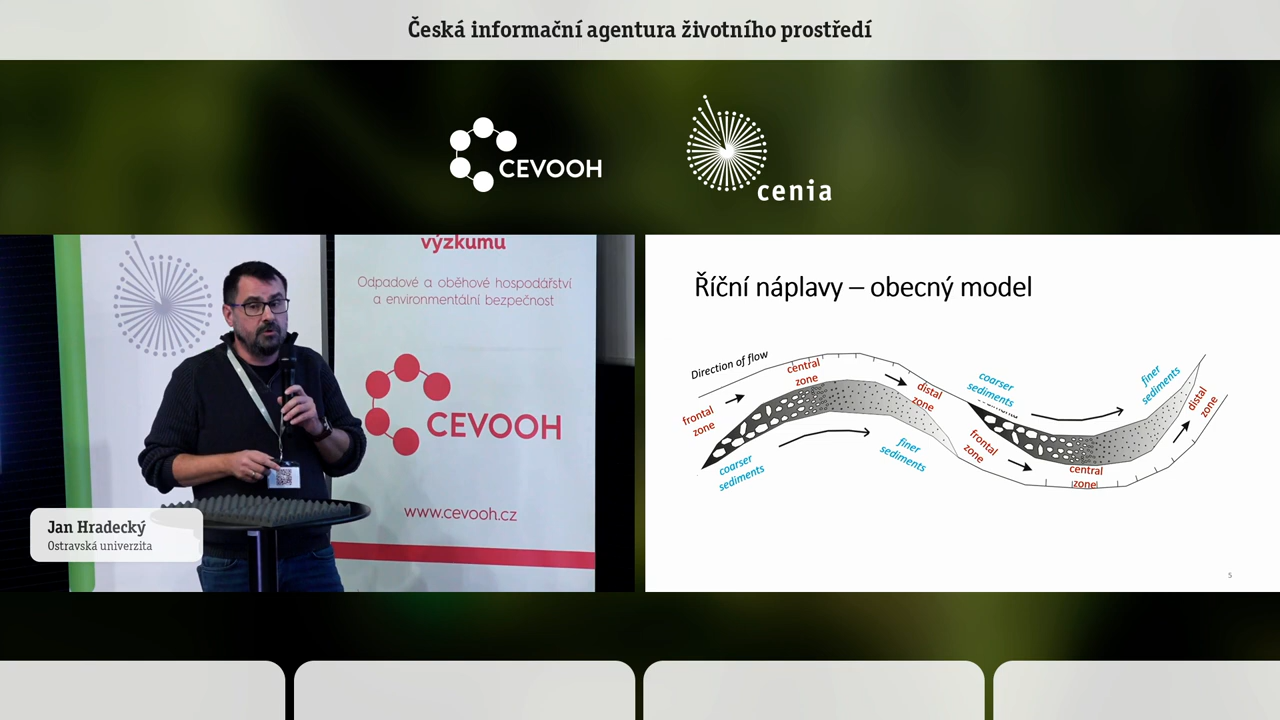 Česká informační agentura životního prostředí
CEVOOH
cenia
výzkumu
Odpadové a oběhové hospodářství
a environmentální bezpečnost
CEVOOH
www.cevooh.cz
Jan Hradecký
Ostravská univerzita
Říční náplavy – obecný model
Direction of flow
frontal
zone
central
zone
distal
zone
coarser
sediments
finer
sediments
coarser
sediments
frontal
zone
central
zone
finer
sediments
distal
zone
5